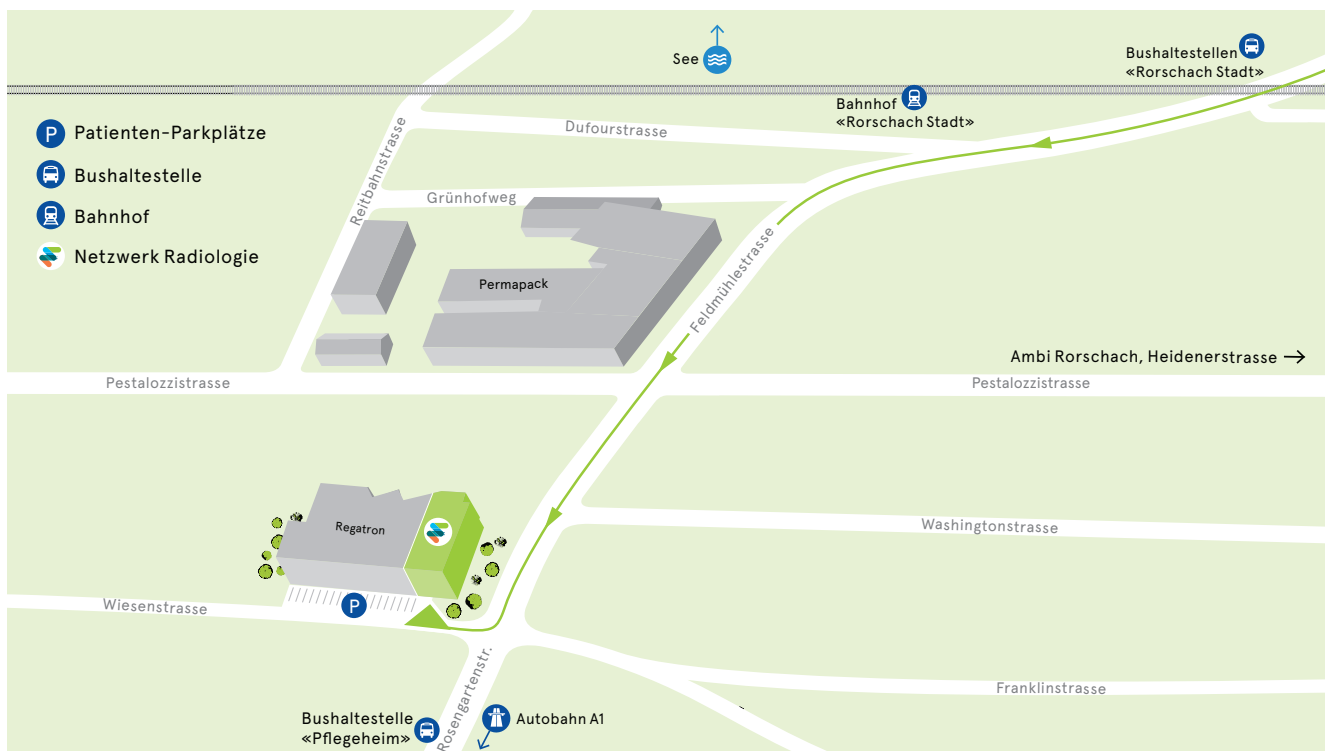 See
Bushaltestellen
«Rorschach Stadt»
Bahnhof
«Rorschach Stadt»
P Patienten-Parkplätze
Bushaltestelle
Bahnhof
Netzwerk Radiologie
Dufourstrasse
Reitbahnstrasse
Grünhofweg
Permapack
Feldmühlestrasse
Ambi Rorschach, Heidenerstrasse →
Pestalozzistrasse
Pestalozzistrasse
Regatron
Washingtonstrasse
Wiesenstrasse
P
Rosengartenstr.
Franklinstrasse
Bushaltestelle
«Pflegeheim»
Autobahn A1